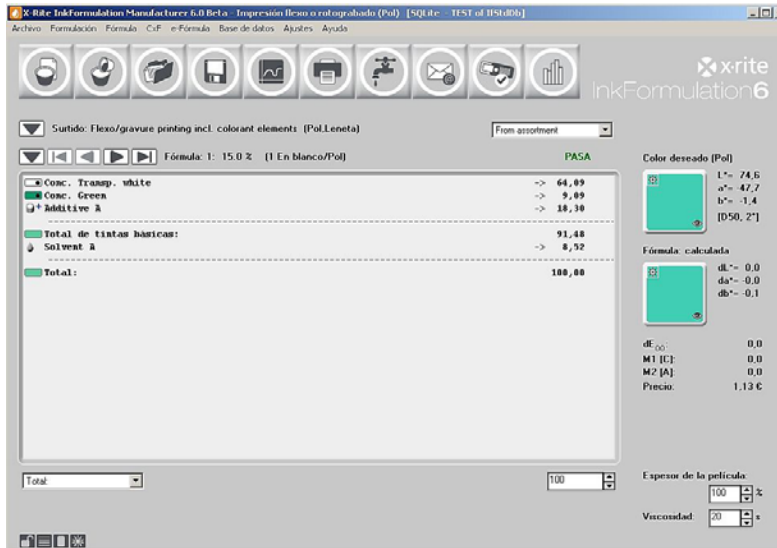 X-Rite InkFormulation Manufacturer 6.0 Beta - Impresión flexo o rotograbado (Pol) [SQLite - TEST of IIStdDb]
Archivo Formulación Fórmula CxF e-Fórmula Base de datos Ajustes Ayuda
x·rite
InkFormulation6
Surtido: Flexo/gravure printing incl. colorant elements (Pol,Leneta)
From assortment
Fórmula: 1: 15.0 % (1 En blanco/Pol)
PASA
Conc. Transp. white -> 64,09
Conc. Green -> 9,09
Additive A -> 18,30
Total de tintas básicas: 91,48
Solvent A -> 8,52
Total: 100,00
Total:
100
Color deseado (Pol)
L*= 74,6
a*= -47,7
b*= -1,4
[D50, 2°]
Fórmula: calculada
dL*= 0,0
da*= -0,0
db*= -0,1
dE00: 0,0
M1 [C]: 0,0
M2 [A]: 0,0
Precio: 1,13 €
Espesor de la película:
100 %
Viscosidad: 20 s